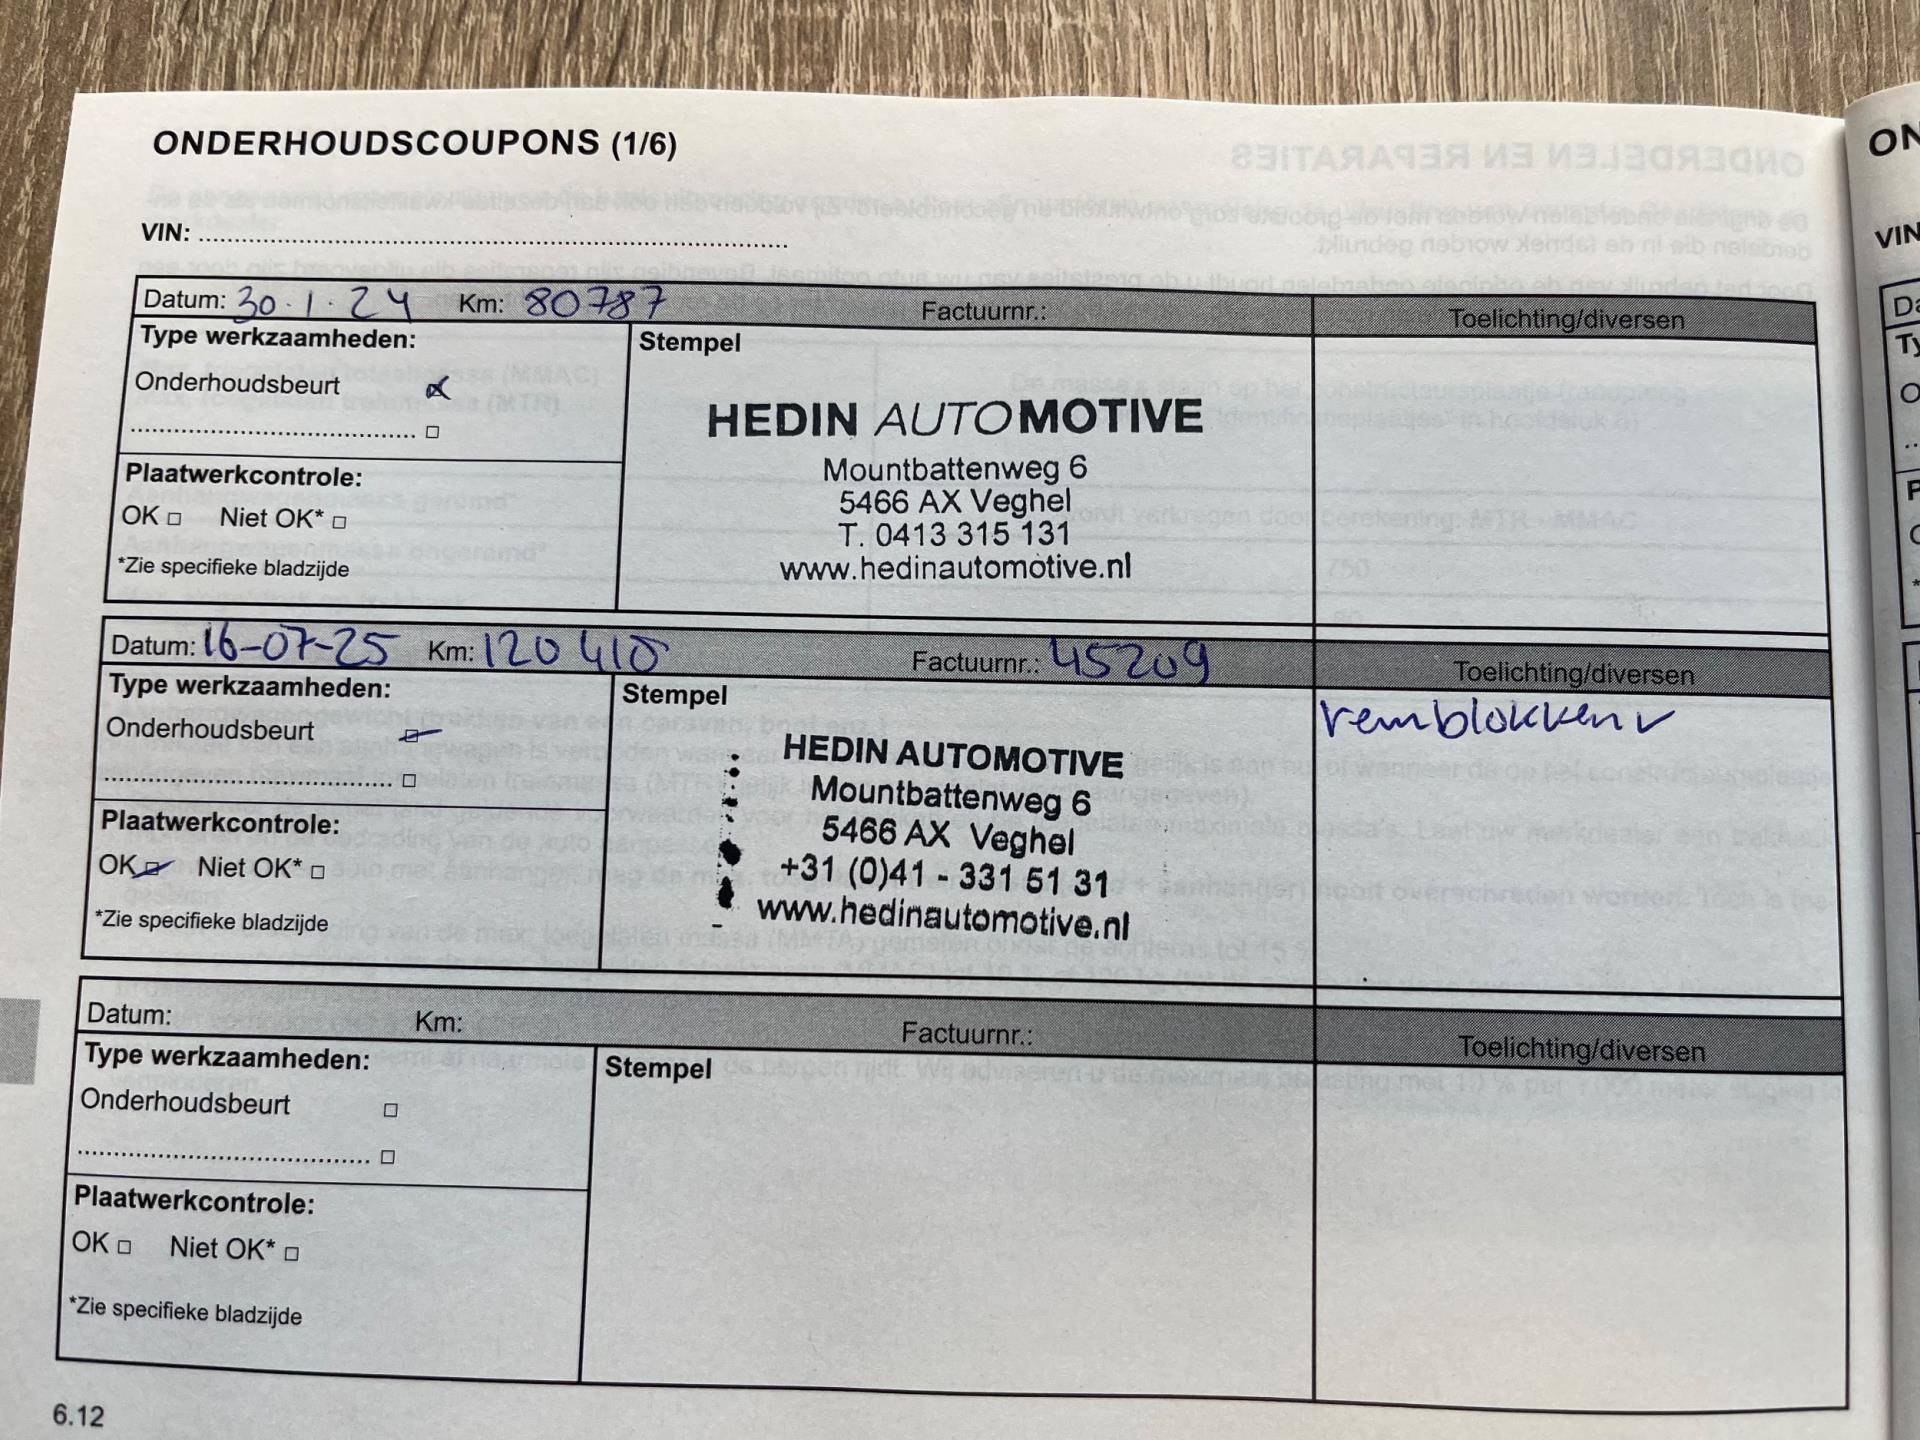 ONDERHOUDSCOUPONS (1/6)
VIN: ....................................................................................
Datum: 30.1.24 Km: 80787 Factuurnr.: Toelichting/diversen
Type werkzaamheden:
Onderhoudsbeurt
Plaatwerkcontrole:
OK □ Niet OK* □
*Zie specifieke bladzijde
Stempel
HEDIN AUTOMOTIVE
Mountbattenweg 6
5466 AX Veghel
T. 0413 315 131
www.hedinautomotive.nl
Datum: 16-07-25 Km: 120410 Factuurnr.: 45209 Toelichting/diversen
Type werkzaamheden:
Onderhoudsbeurt
Plaatwerkcontrole:
OK Niet OK* □
*Zie specifieke bladzijde
Stempel
HEDIN AUTOMOTIVE
Mountbattenweg 6
5466 AX Veghel
+31 (0)41 - 331 51 31
www.hedinautomotive.nl
remblokken v
Datum: Km: Factuurnr.: Toelichting/diversen
Type werkzaamheden:
Onderhoudsbeurt □
Plaatwerkcontrole:
OK □ Niet OK* □
*Zie specifieke bladzijde
Stempel
6.12
ON
VIN